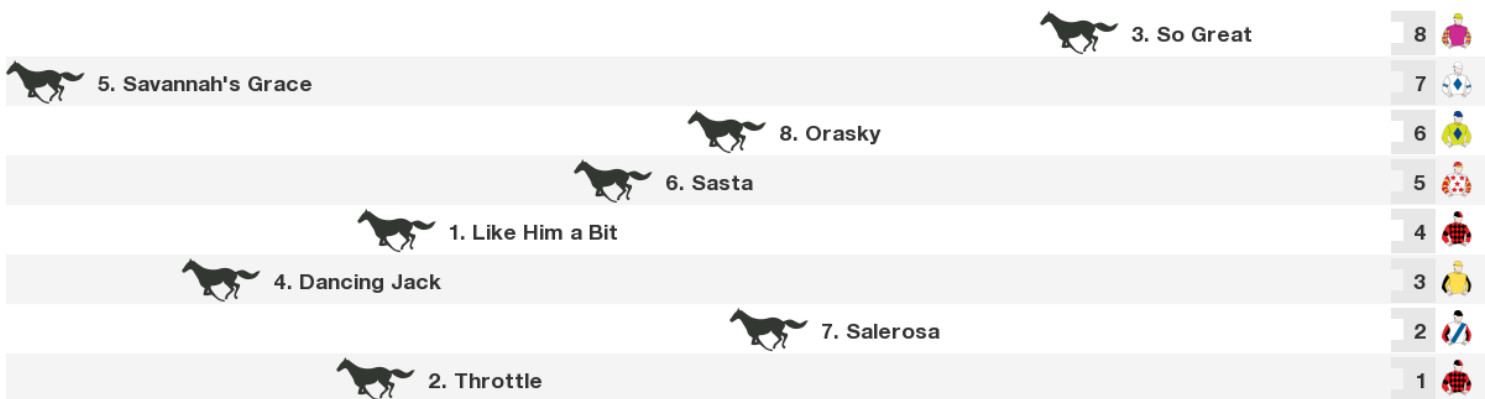 3. So Great 8
5. Savannah's Grace 7
8. Orasky 6
6. Sasta 5
1. Like Him a Bit 4
4. Dancing Jack 3
7. Salerosa 2
2. Throttle 1